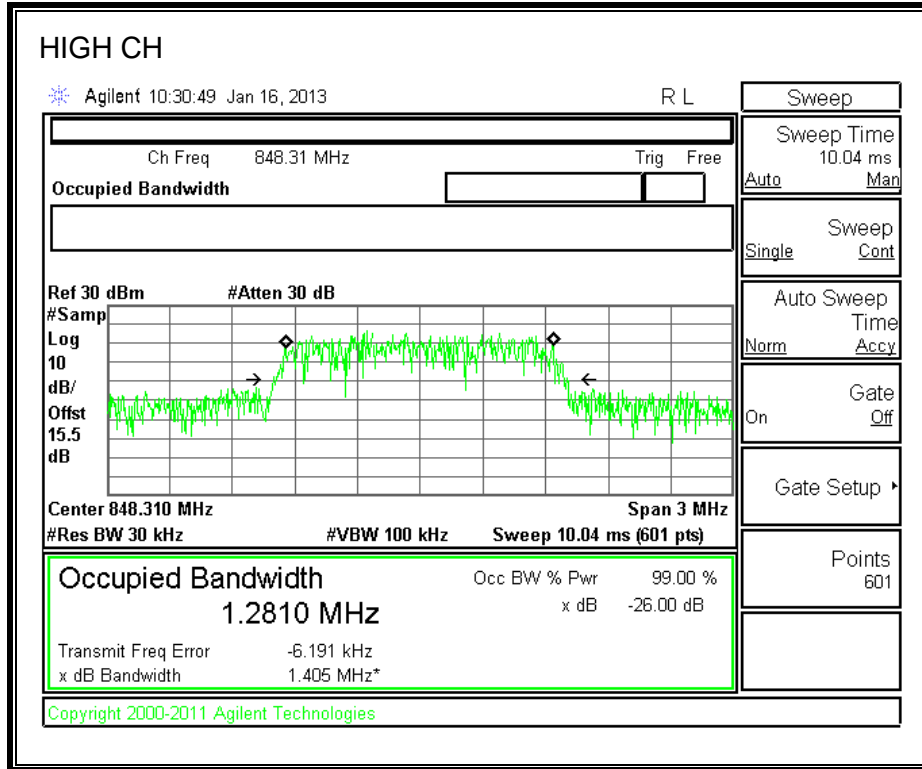 HIGH CH
Agilent 10:30:49 Jan 16, 2013 R L
Ch Freq 848.31 MHz Trig Free
Occupied Bandwidth
Ref 30 dBm #Atten 30 dB
#Samp
Log
10
dB/
Offst
15.5
dB
Center 848.310 MHz Span 3 MHz
#Res BW 30 kHz #VBW 100 kHz Sweep 10.04 ms (601 pts)
Occupied Bandwidth Occ BW % Pwr 99.00 %
1.2810 MHz x dB -26.00 dB
Transmit Freq Error -6.191 kHz
x dB Bandwidth 1.405 MHz*
Copyright 2000-2011 Agilent Technologies
Sweep
Sweep Time
10.04 ms
Auto Man
Sweep
Single Cont
Auto Sweep
Time
Norm Accy
Gate
On Off
Gate Setup
Points
601